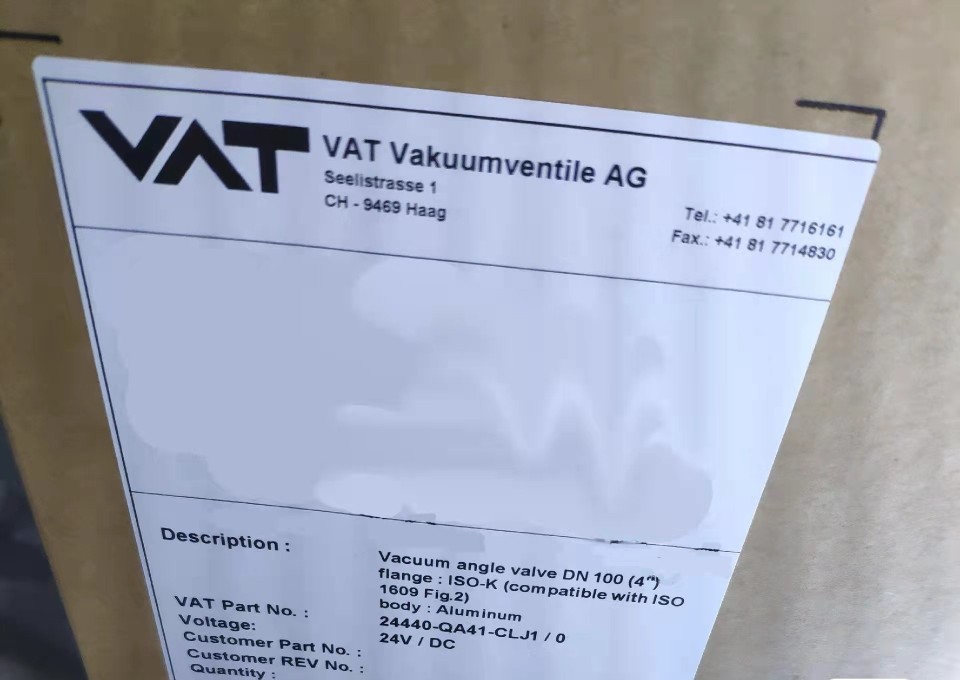 VAT
VAT Vakuumventile AG
Seelistrasse 1
CH - 9469 Haag
Tel.: +41 81 7716161
Fax.: +41 81 7714830
Description :
Vacuum angle valve DN 100 (4")
flange : ISO-K (compatible with ISO
1609 Fig.2)
body : Aluminum
VAT Part No. : 24440-QA41-CLJ1 / 0
Voltage: 24V / DC
Customer Part No. :
Customer REV No. :
Quantity :